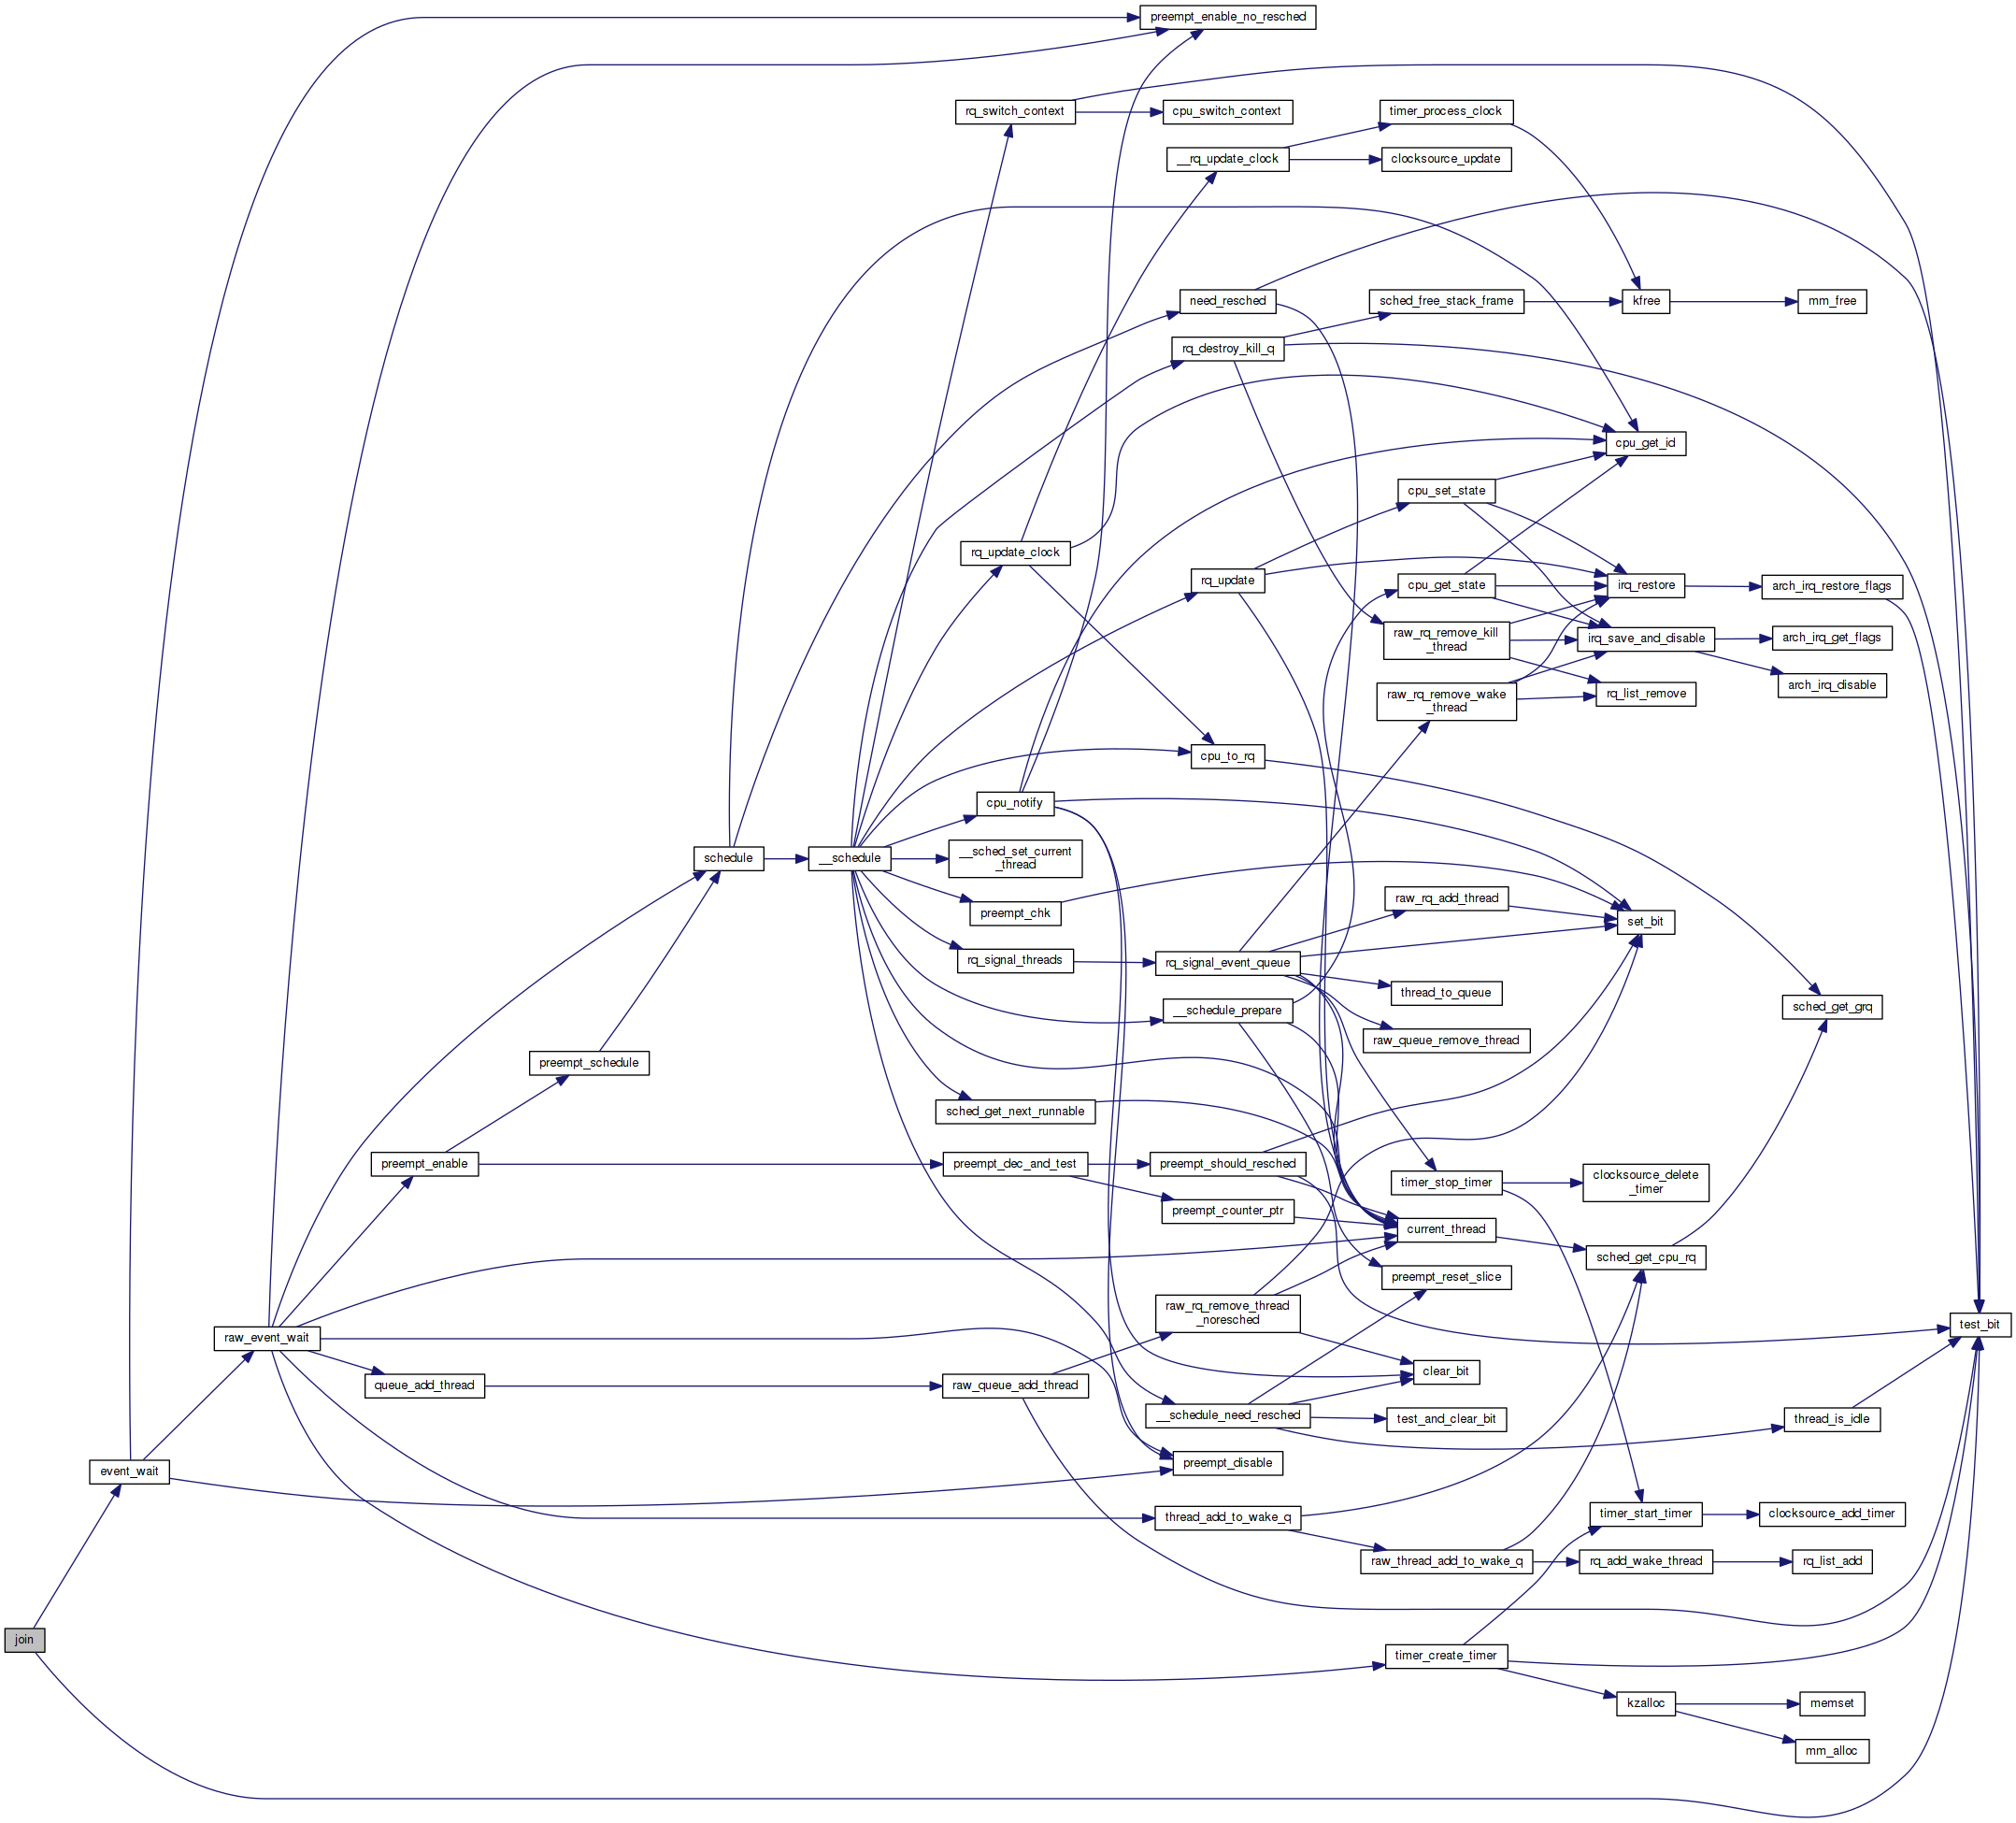 preempt_enable_no_resched
rq_switch_context
cpu_switch_context
timer_process_clock
__rq_update_clock
clocksource_update
need_resched
sched_free_stack_frame
kfree
mm_free
rq_destroy_kill_q
cpu_get_id
cpu_set_state
rq_update_clock
rq_update
cpu_get_state
irq_restore
arch_irq_restore_flags
raw_rq_remove_kill
_thread
irq_save_and_disable
arch_irq_get_flags
raw_rq_remove_wake
_thread
rq_list_remove
arch_irq_disable
cpu_to_rq
cpu_notify
schedule
__schedule
__sched_set_current
_thread
raw_rq_add_thread
preempt_chk
set_bit
rq_signal_threads
rq_signal_event_queue
thread_to_queue
__schedule_prepare
sched_get_grq
raw_queue_remove_thread
preempt_schedule
sched_get_next_runnable
preempt_enable
preempt_dec_and_test
preempt_should_resched
timer_stop_timer
clocksource_delete
_timer
preempt_counter_ptr
current_thread
sched_get_cpu_rq
preempt_reset_slice
raw_rq_remove_thread
_noresched
raw_event_wait
test_bit
clear_bit
queue_add_thread
raw_queue_add_thread
__schedule_need_resched
test_and_clear_bit
thread_is_idle
event_wait
preempt_disable
thread_add_to_wake_q
timer_start_timer
clocksource_add_timer
raw_thread_add_to_wake_q
rq_add_wake_thread
rq_list_add
join
timer_create_timer
kzalloc
memset
mm_alloc